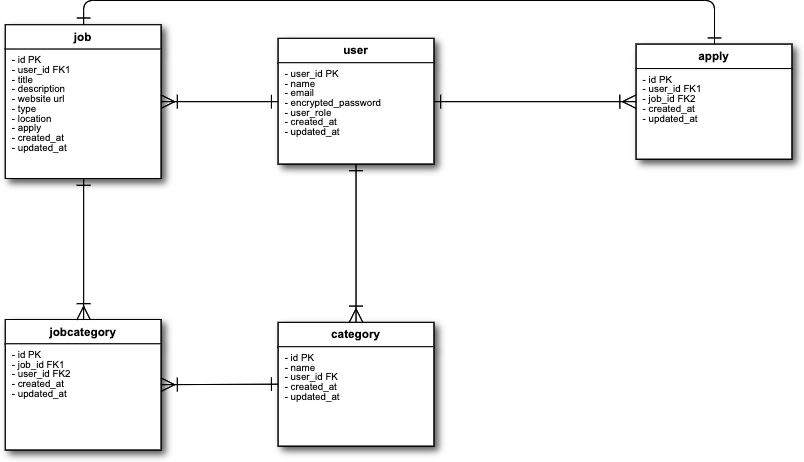 job
- id PK
- user_id FK1
- title
- description
- website url
- type
- location
- apply
- created_at
- updated_at
user
- user_id PK
- name
- email
- encrypted_password
- user_role
- created_at
- updated_at
apply
- id PK
- user_id FK1
- job_id FK2
- created_at
- updated_at
jobcategory
- id PK
- job_id FK1
- user_id FK2
- created_at
- updated_at
category
- id PK
- name
- user_id FK
- created_at
- updated_at